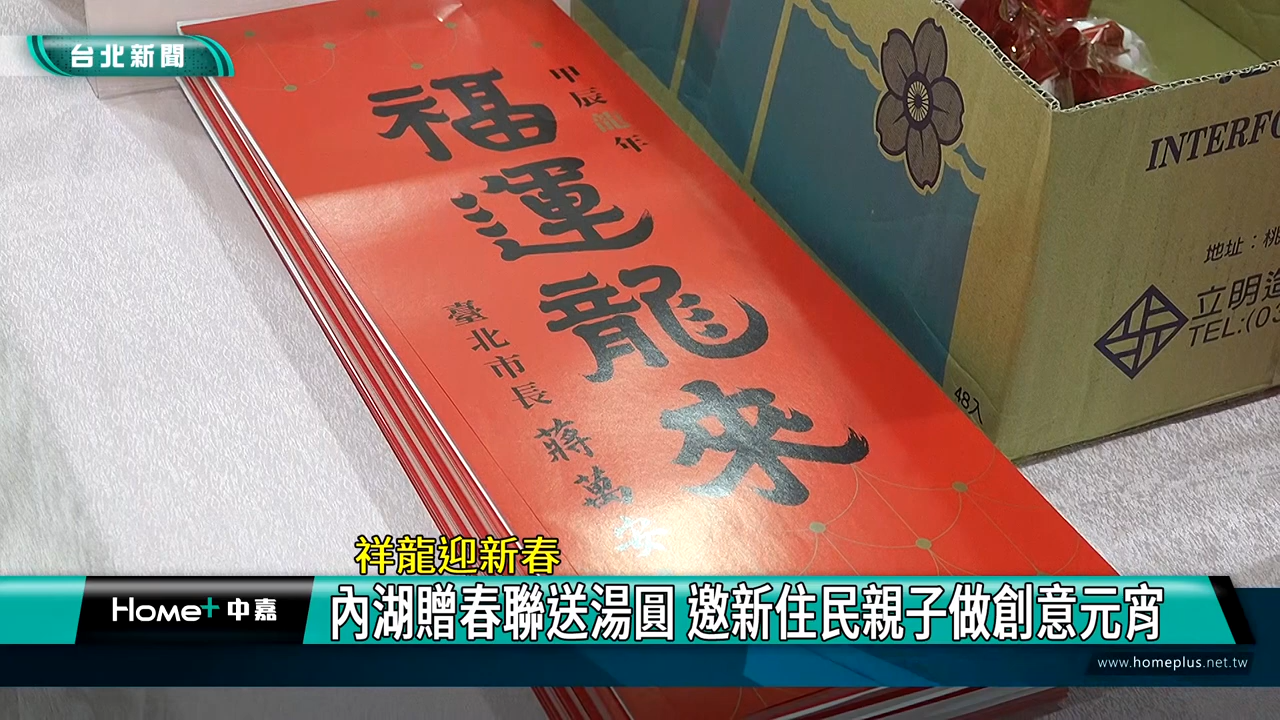 台北新聞
甲辰龍年
福運龍來
臺北市長 蔣萬安
INTERFO
地址：桃
立明造
TEL:(03
48入
祥龍迎新春
Home+中嘉
內湖贈春聯送湯圓 邀新住民親子做創意元宵
www.homeplus.net.tw